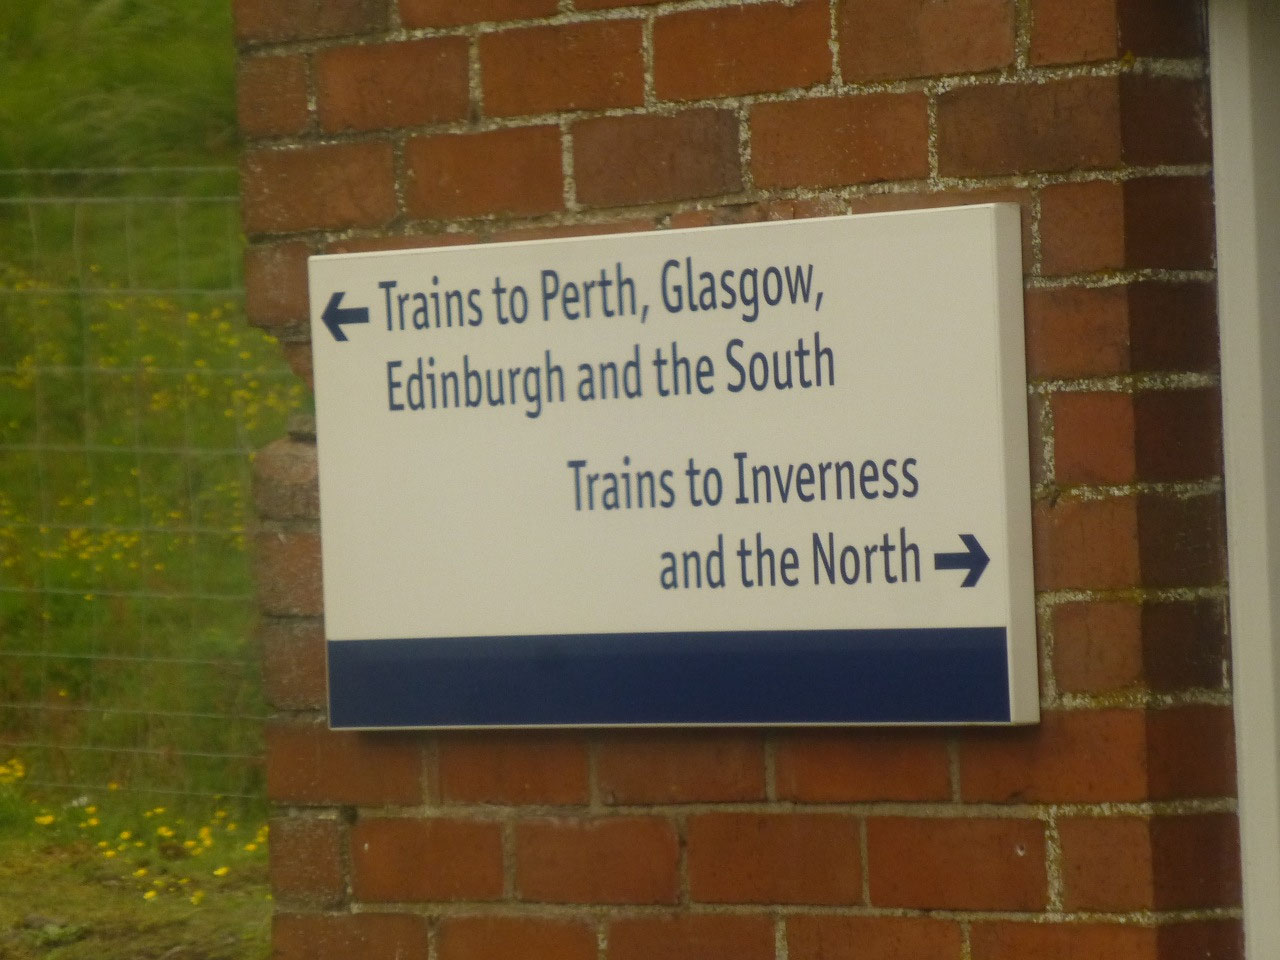 Trains to Perth, Glasgow,
Edinburgh and the South
Trains to Inverness
and the North